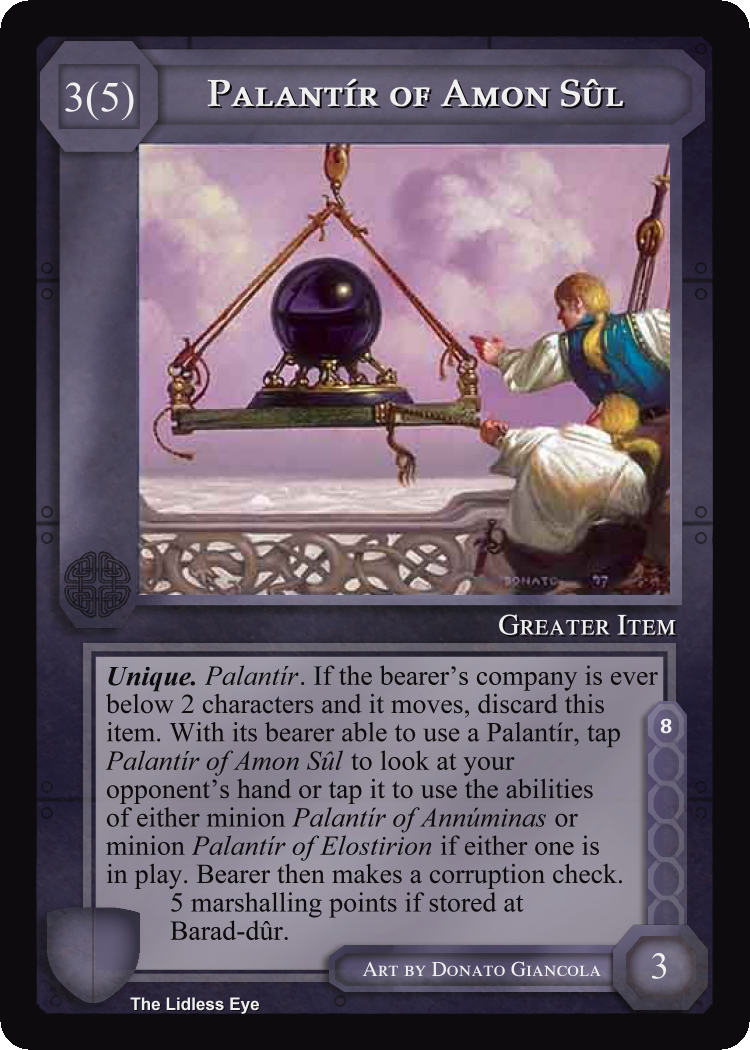 3(5)
Palantír of Amon Sûl
DONATO 97
Greater Item
Unique. Palantír. If the bearer’s company is ever
below 2 characters and it moves, discard this
item. With its bearer able to use a Palantír, tap
Palantír of Amon Sûl to look at your
opponent’s hand or tap it to use the abilities
of either minion Palantír of Annúminas or
minion Palantír of Elostirion if either one is
in play. Bearer then makes a corruption check.
5 marshalling points if stored at
Barad-dûr.
8
Art by Donato Giancola
3
The Lidless Eye